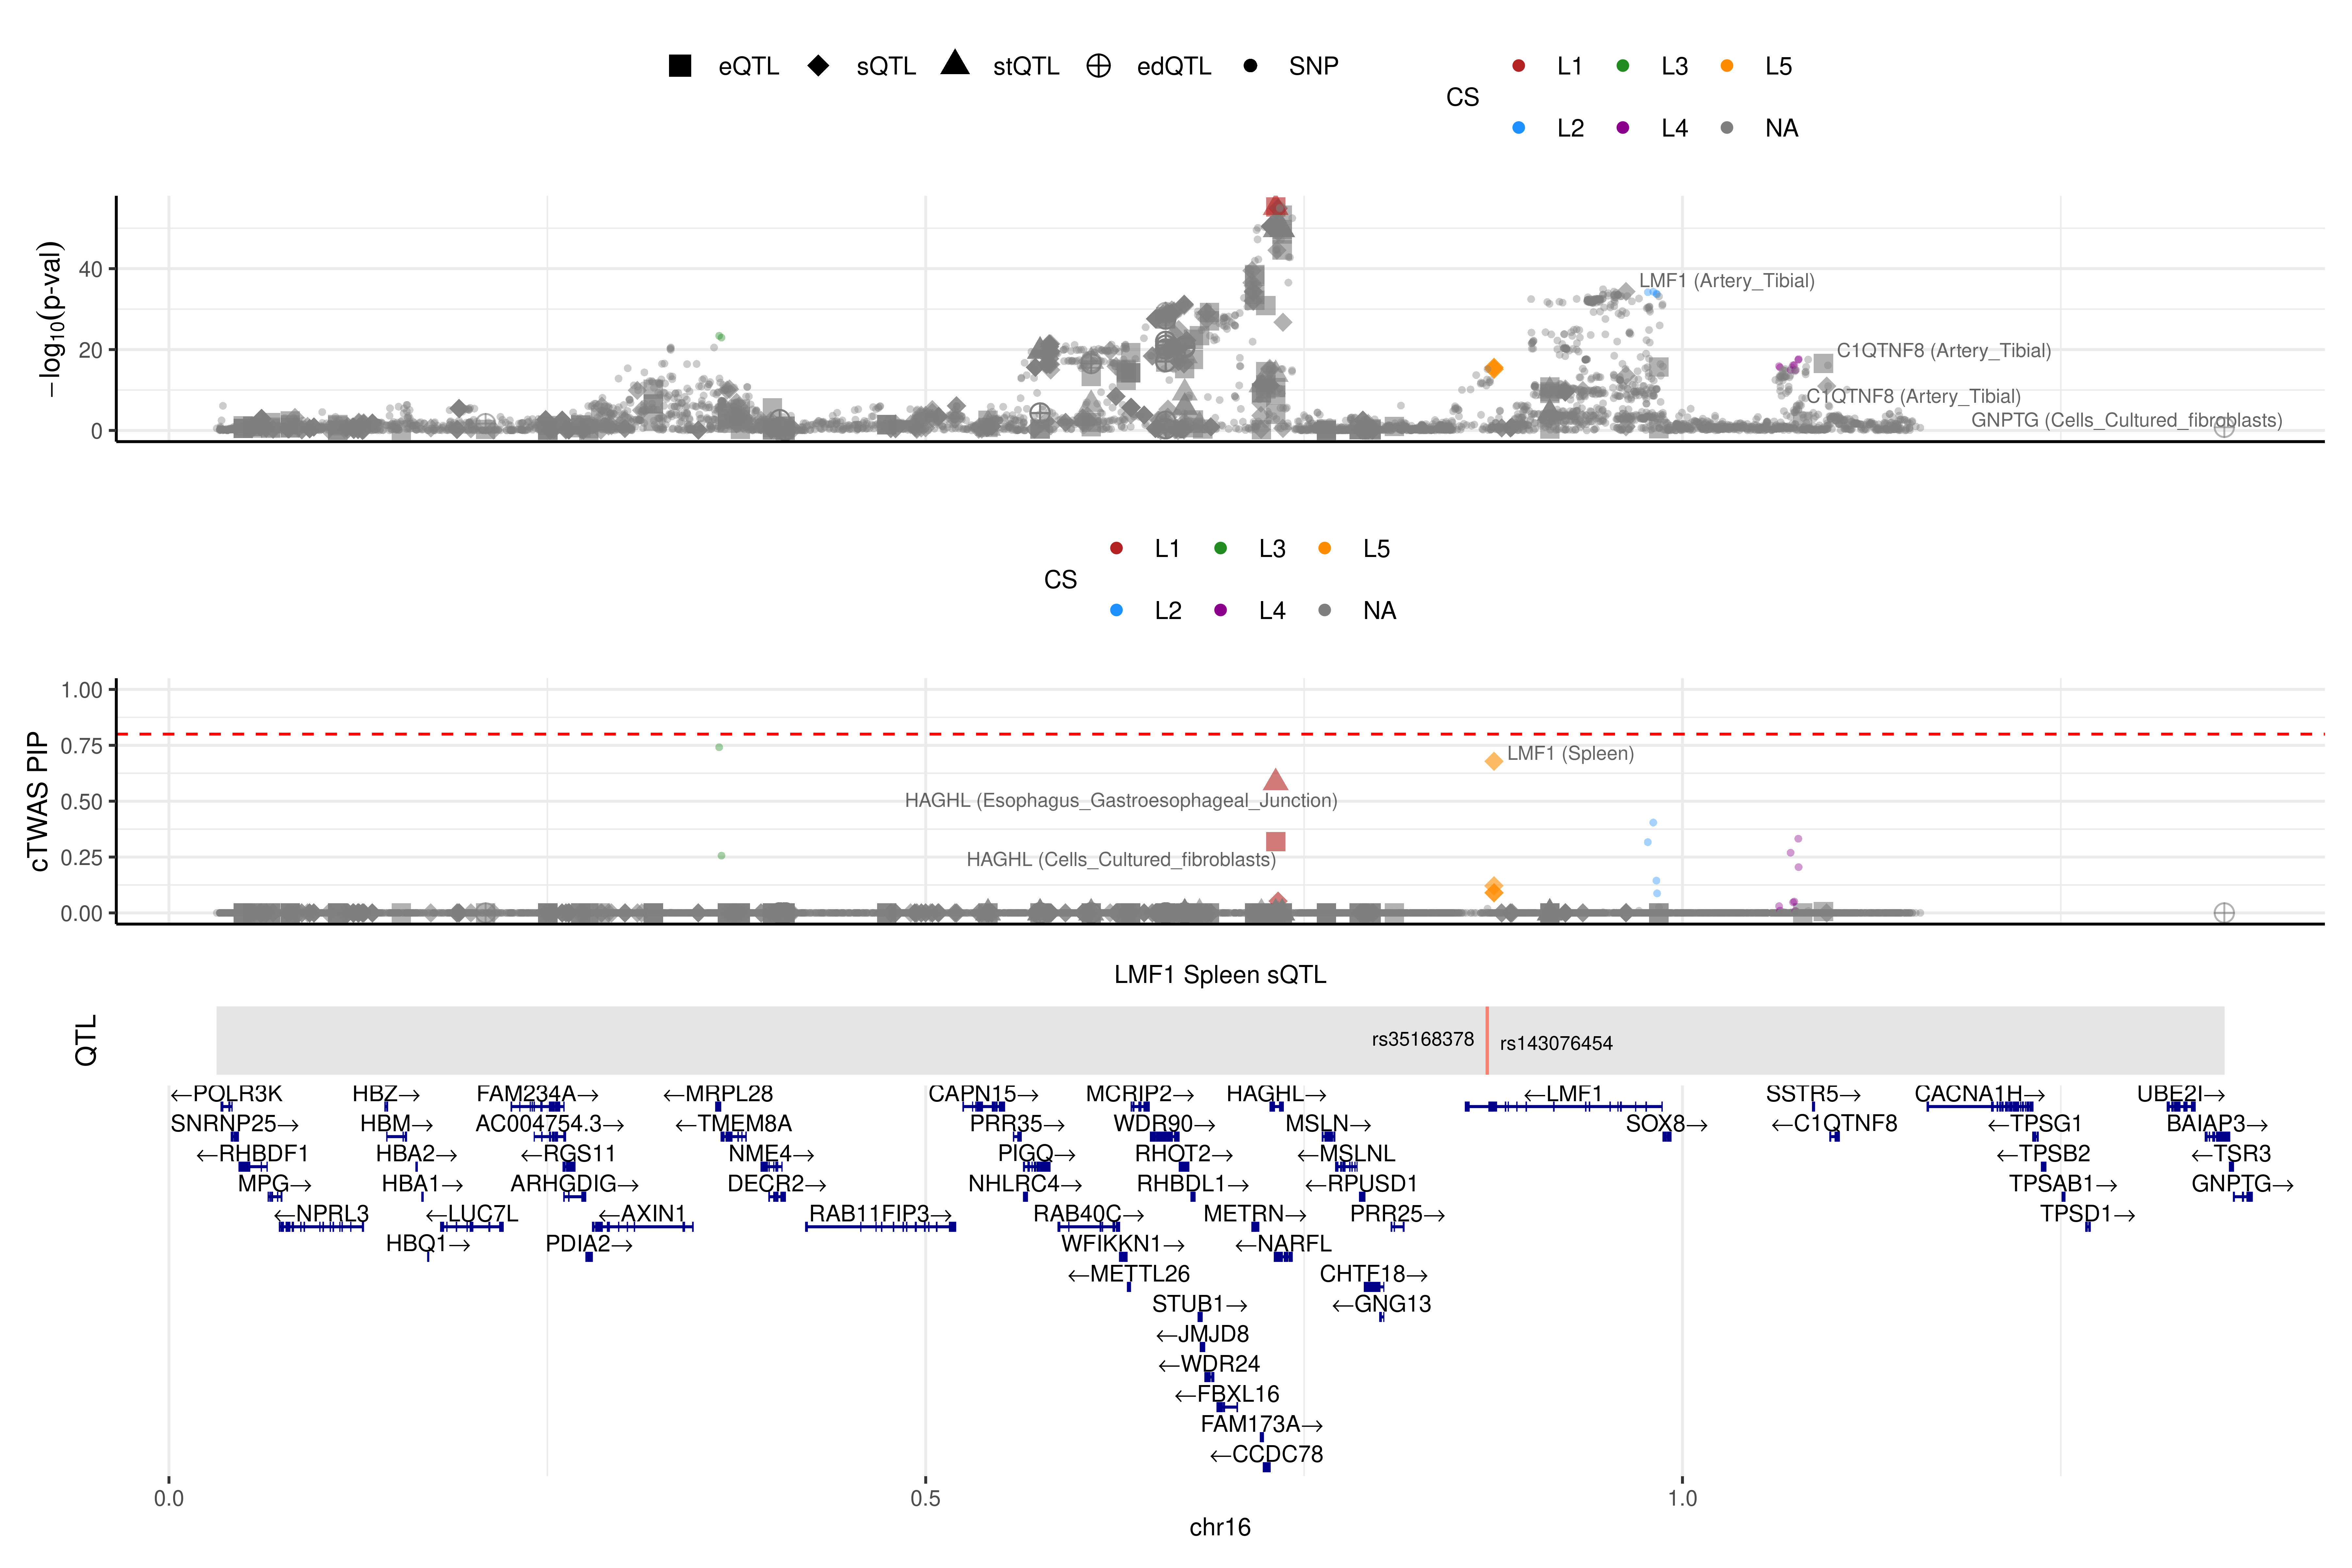 eQTL sQTL stQTL edQTL SNP
CS L1 L3 L5
L2 L4 NA
−log10(p-val)
40
20
0
LMF1 (Artery_Tibial)
C1QTNF8 (Artery_Tibial)
C1QTNF8 (Artery_Tibial)
GNPTG (Cells_Cultured_fibroblasts)
CS L1 L3 L5
L2 L4 NA
cTWAS PIP
1.00
0.75
0.50
0.25
0.00
LMF1 (Spleen)
HAGHL (Esophagus_Gastroesophageal_Junction)
HAGHL (Cells_Cultured_fibroblasts)
LMF1 Spleen sQTL
QTL
rs35168378 rs143076454
←POLR3K HBZ→ FAM234A→ ←MRPL28 CAPN15→ MCRIP2→ HAGHL→ ←LMF1 SSTR5→ CACNA1H→ UBE2I→
SNRNP25→ HBM→ AC004754.3→ ←TMEM8A PRR35→ WDR90→ MSLN→ SOX8→ ←C1QTNF8 ←TPSG1 BAIAP3→
←RHBDF1 HBA2→ ←RGS11 NME4→ PIGQ→ RHOT2→ ←MSLNL ←TPSB2 ←TSR3
MPG→ HBA1→ ARHGDIG→ DECR2→ NHLRC4→ RHBDL1→ ←RPUSD1 TPSAB1→ GNPTG→
←NPRL3 ←LUC7L ←AXIN1 RAB11FIP3→ RAB40C→ METRN→ PRR25→ TPSD1→
HBQ1→ PDIA2→ WFIKKN1→ ←NARFL
←METTL26 CHTF18→
STUB1→ ←GNG13
←JMJD8
←WDR24
←FBXL16
FAM173A→
←CCDC78
0.0 0.5 1.0
chr16